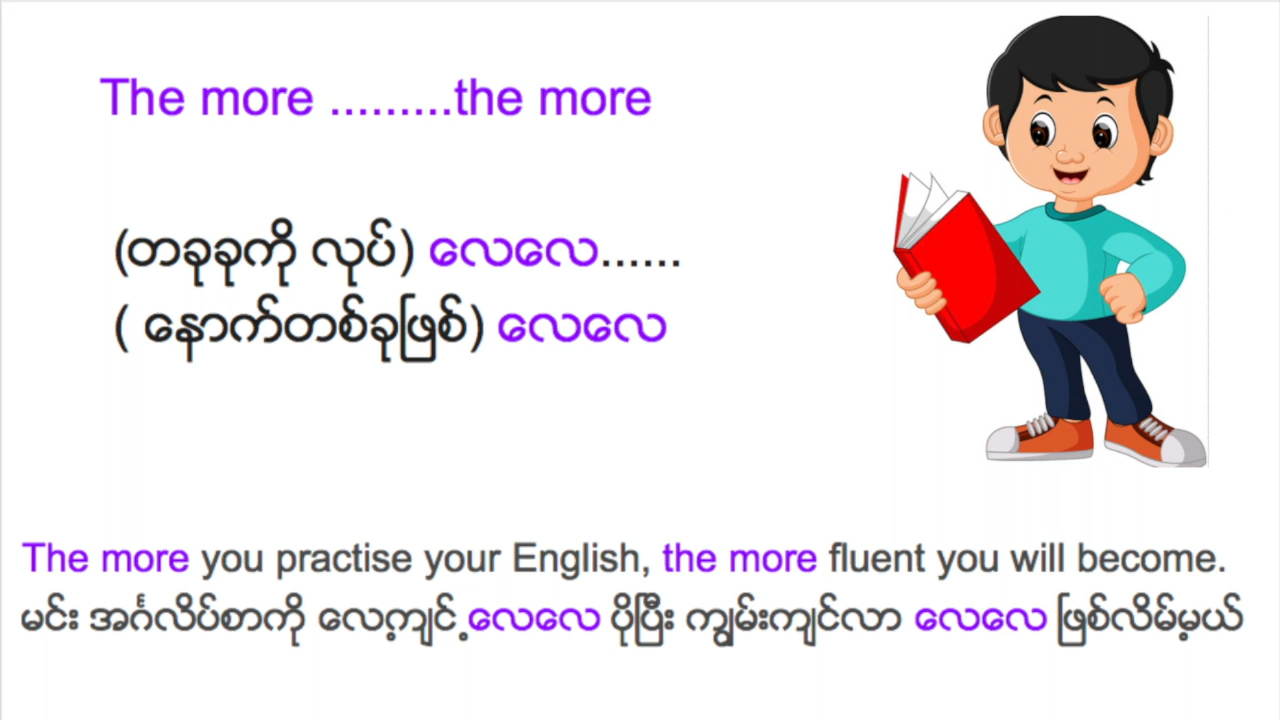 The more .........the more
(တခုခုကို လုပ်) လေလေ......
( နောက်တစ်ခုဖြစ်) လေလေ
The more you practise your English, the more fluent you will become.
မင်း အင်္ဂလိပ်စာကို လေ့ကျင့် လေလေ ပိုပြီး ကျွမ်းကျင်လာ လေလေ ဖြစ်လိမ်မ့ယ်